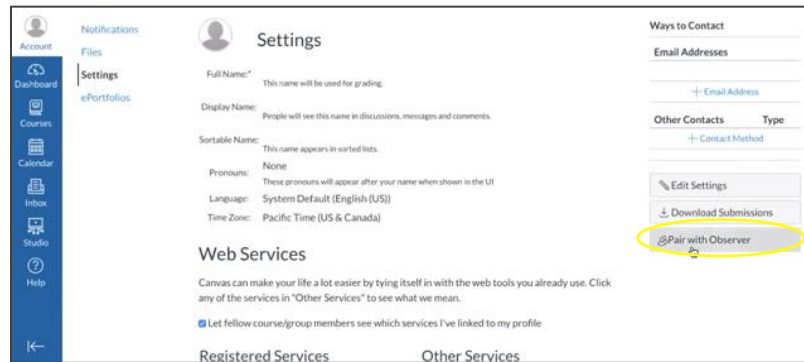 Account
Dashboard
Courses
Calendar
Inbox
Studio
Help
Notifications
Files
Settings
ePortfolios
Settings
Full Name:*
This name will be used for grading.
Display Name:
People will see this name in discussions, messages and comments.
Sortable Name:
This name appears in sorted lists.
Pronouns: None
These pronouns will appear after your name when shown in the UI
Language: System Default (English (US))
Time Zone: Pacific Time (US & Canada)
Web Services
Canvas can make your life a lot easier by tying itself in with the web tools you already use. Click
any of the services in "Other Services" to see what we mean.
Let fellow course/group members see which services I've linked to my profile
Registered Services Other Services
Ways to Contact
Email Addresses
+ Email Address
Other Contacts Type
+ Contact Method
Edit Settings
Download Submissions
Pair with Observer